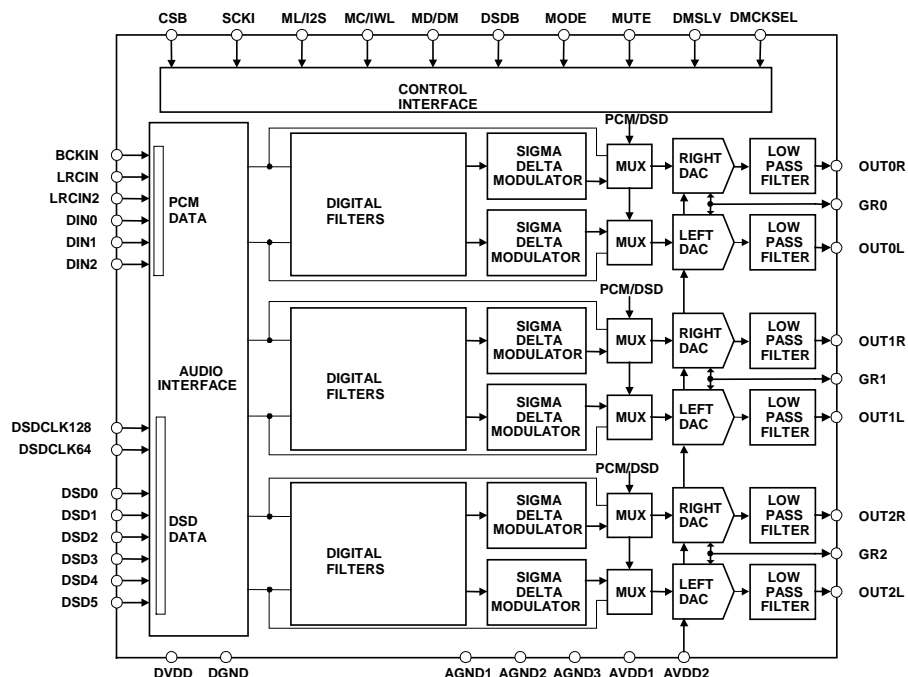 CSB SCKI ML/I2S MC/IWL MD/DM DSDB MODE MUTE DMSLV DMCKSEL
CONTROL
INTERFACE
BCKIN
LRCIN
LRCIN2
DIN0
DIN1
DIN2
DSDCLK128
DSDCLK64
DSD0
DSD1
DSD2
DSD3
DSD4
DSD5
PCM
DATA
AUDIO
INTERFACE
DSD
DATA
PCM/DSD
DIGITAL
FILTERS
SIGMA
DELTA
MODULATOR
MUX
RIGHT
DAC
LOW
PASS
FILTER
OUT0R
GR0
SIGMA
DELTA
MODULATOR
MUX
LEFT
DAC
LOW
PASS
FILTER
OUT0L
PCM/DSD
DIGITAL
FILTERS
SIGMA
DELTA
MODULATOR
MUX
RIGHT
DAC
LOW
PASS
FILTER
OUT1R
GR1
SIGMA
DELTA
MODULATOR
MUX
LEFT
DAC
LOW
PASS
FILTER
OUT1L
PCM/DSD
DIGITAL
FILTERS
SIGMA
DELTA
MODULATOR
MUX
RIGHT
DAC
LOW
PASS
FILTER
OUT2R
GR2
SIGMA
DELTA
MODULATOR
MUX
LEFT
DAC
LOW
PASS
FILTER
OUT2L
DVDD DGND AGND1 AGND2 AGND3 AVDD1 AVDD2